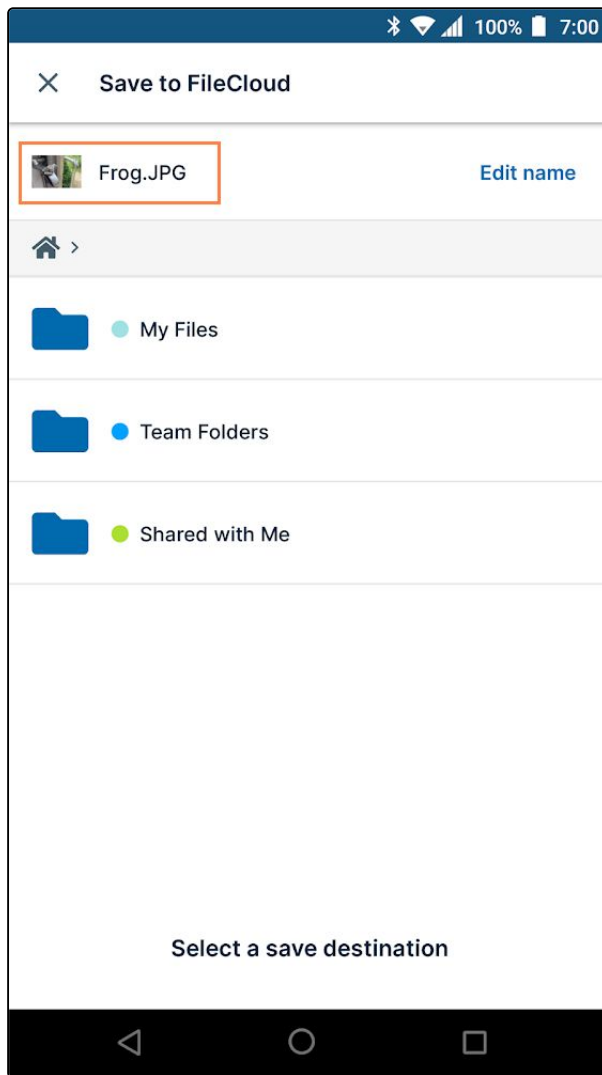 100% 7:00
Save to FileCloud
Frog.JPG Edit name
My Files
Team Folders
Shared with Me
Select a save destination